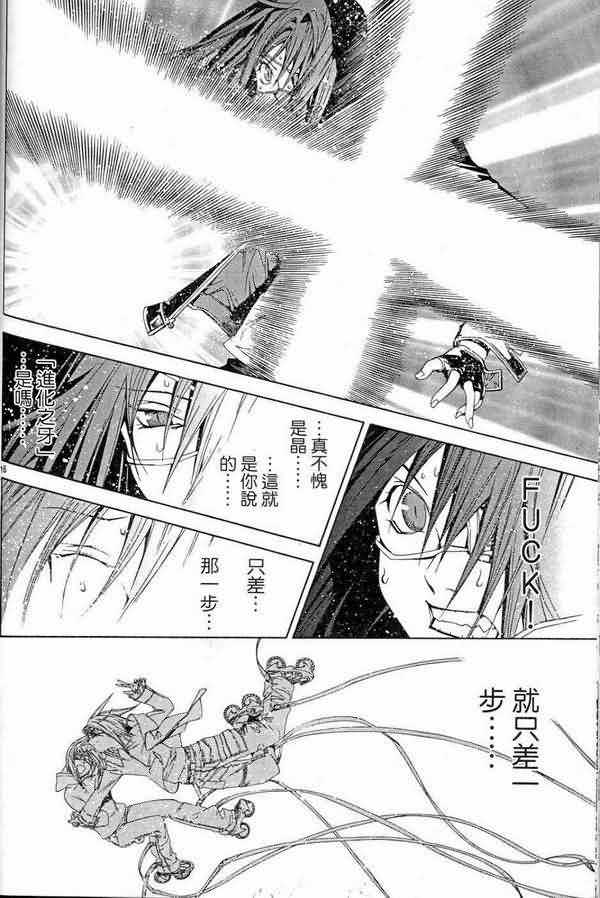 FUCK!
…真不愧
是晶…
…這就
是你說
的……
「進化之牙」
…是嗎……
只差…
那一步…
就只差一
步……
16